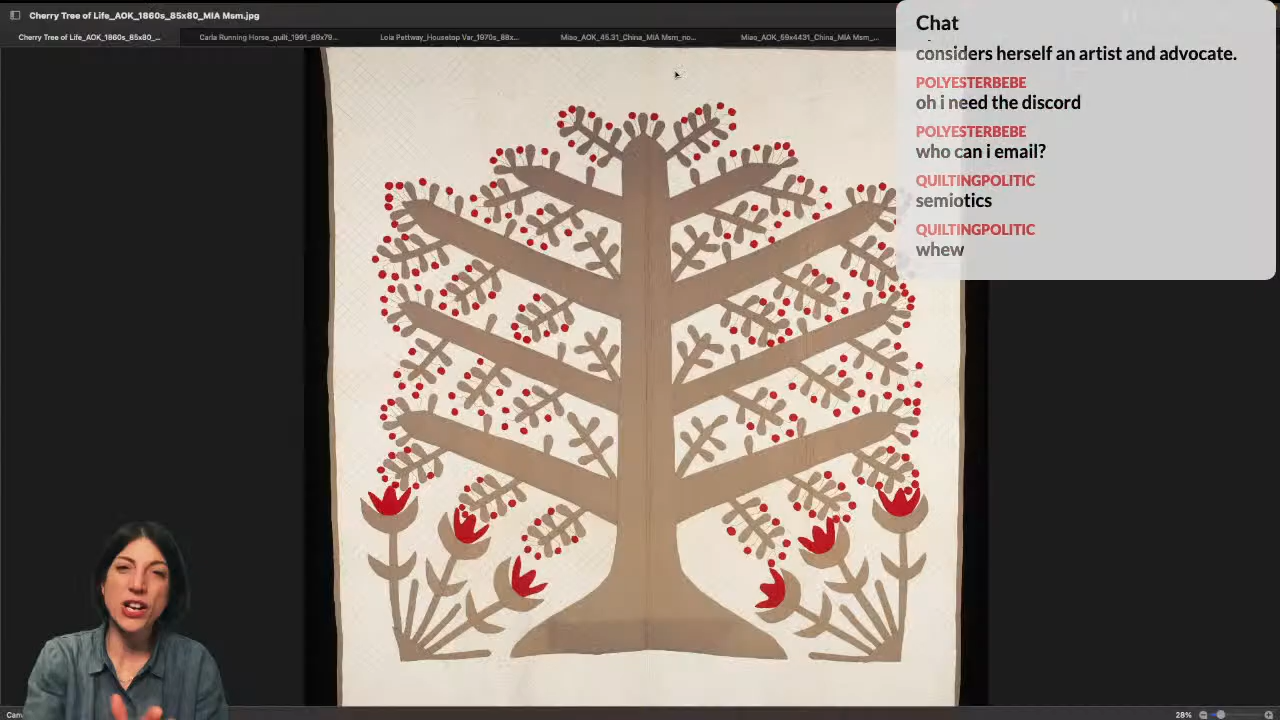 Cherry Tree of Life_AOK_1860s_85x80_MIA Msm.jpg
Cherry Tree of Life_AOK_1860s_85x80_...
Carla Running Horse_quilt_1991_89x79...
Lola Pettway_Housetop Var_1970s_88x...
Miao_AOK_45.31_China_MIA Msm_no...
Miao_AOK_59x4431_China_MIA Msm_...
Chat
considers herself an artist and advocate.
POLYESTERBEBE
oh i need the discord
POLYESTERBEBE
who can i email?
QUILTINGPOLITIC
semiotics
QUILTINGPOLITIC
whew
28%